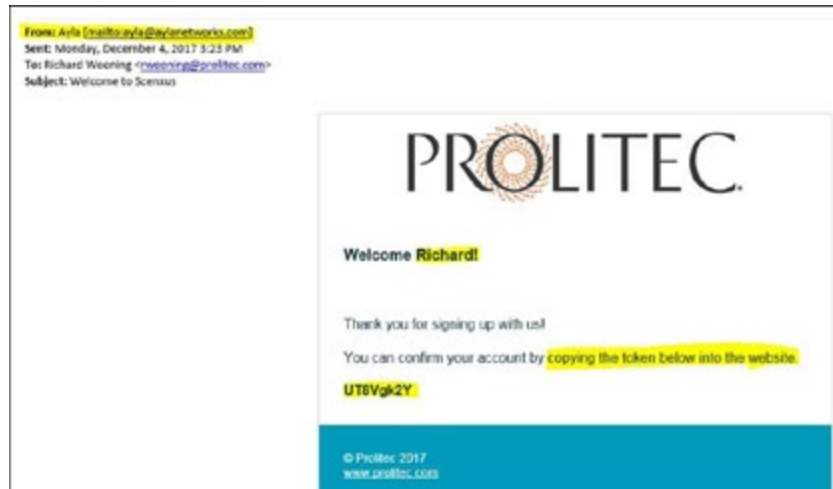 From: Ayla [mailto:ayla@aylanetworks.com]
Sent: Monday, December 4, 2017 3:23 PM
To: Richard Weening <rweening@prolitec.com>
Subject: Welcome to Scenxus
PROLITEC.
Welcome Richard!
Thank you for signing up with us!
You can confirm your account by copying the token below into the website.
UT8Vgk2Y
© Prolitec 2017
www.prolitec.com